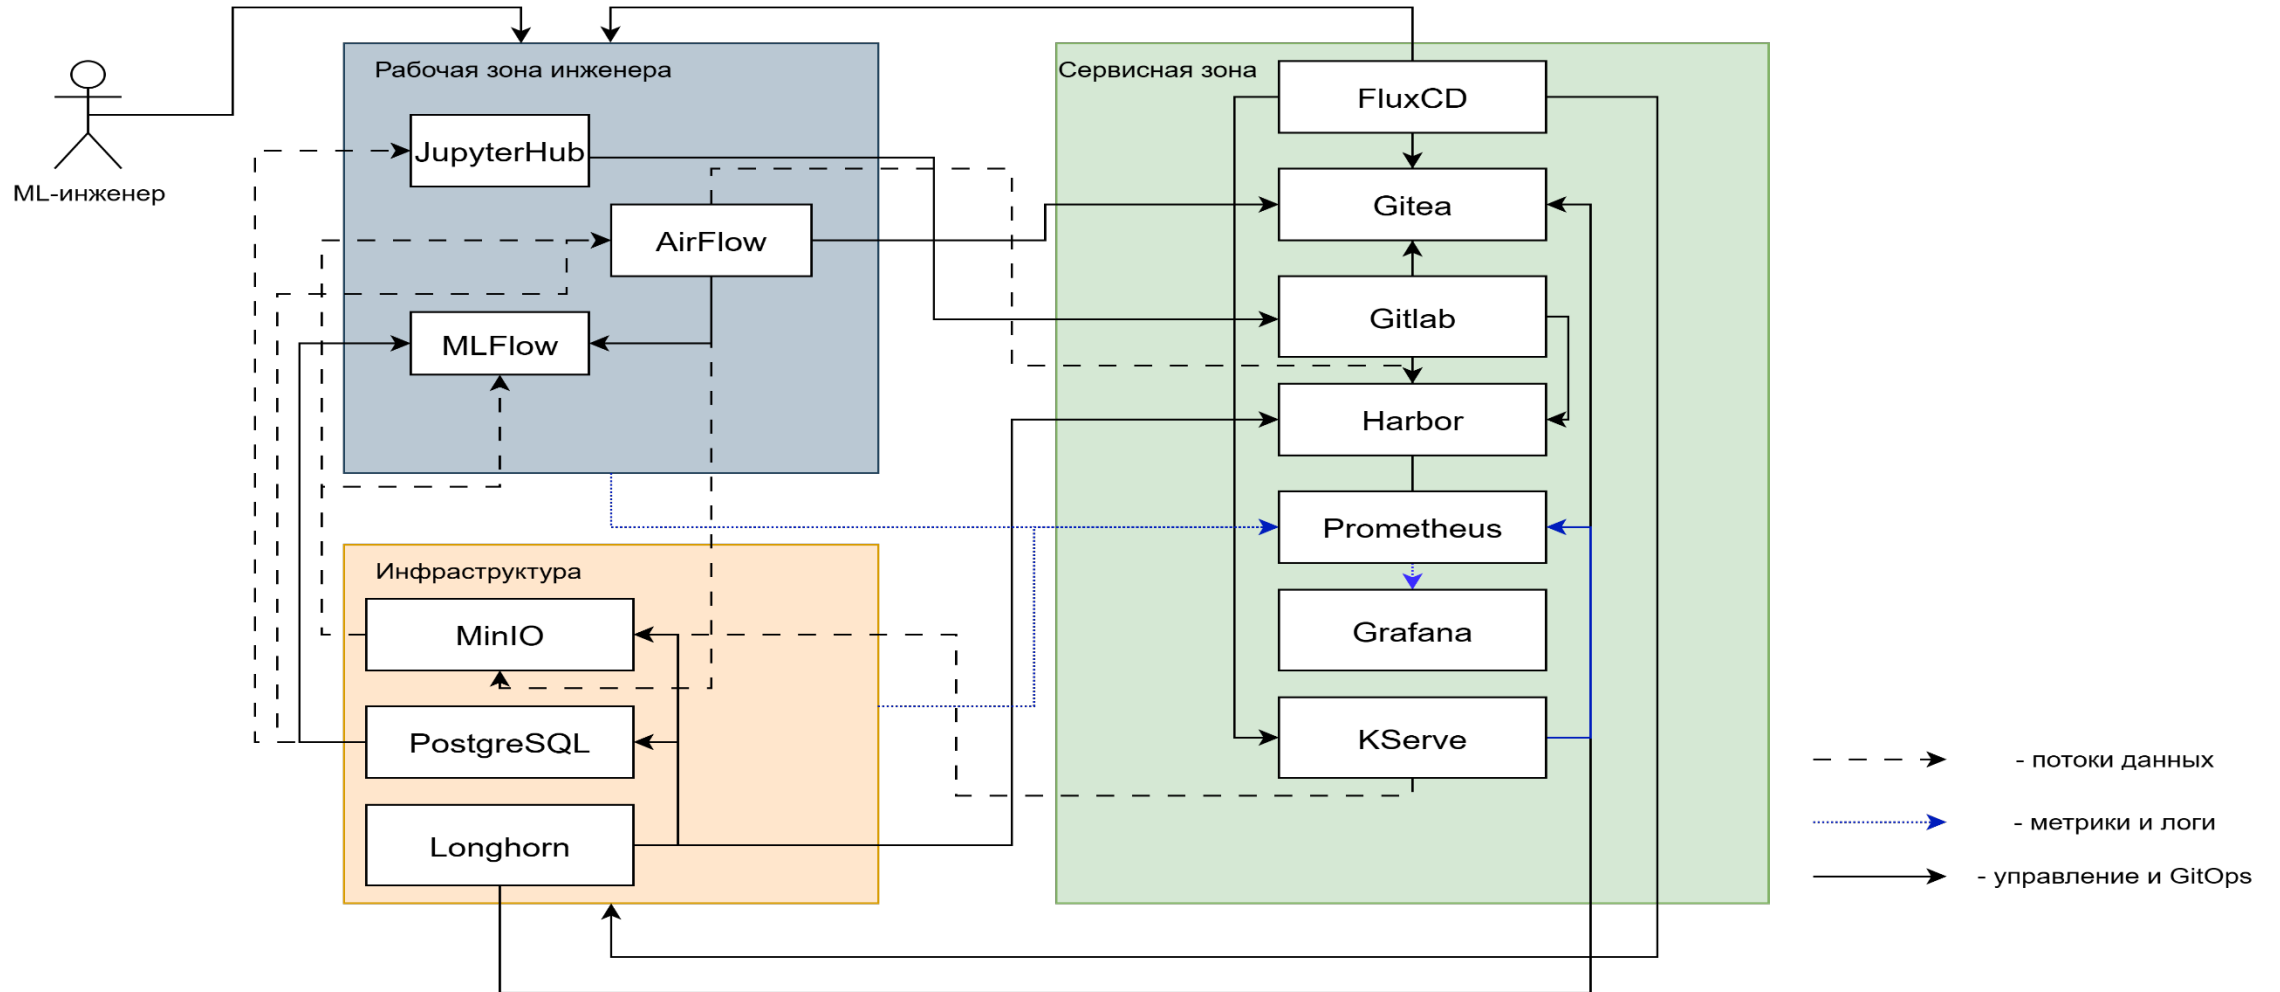 Рабочая зона инженера
Сервисная зона
FluxCD
JupyterHub
ML-инженер
Gitea
AirFlow
Gitlab
MLFlow
Harbor
Prometheus
Инфраструктура
MinIO
Grafana
PostgreSQL
KServe
- потоки данных
- метрики и логи
Longhorn
- управление и GitOps